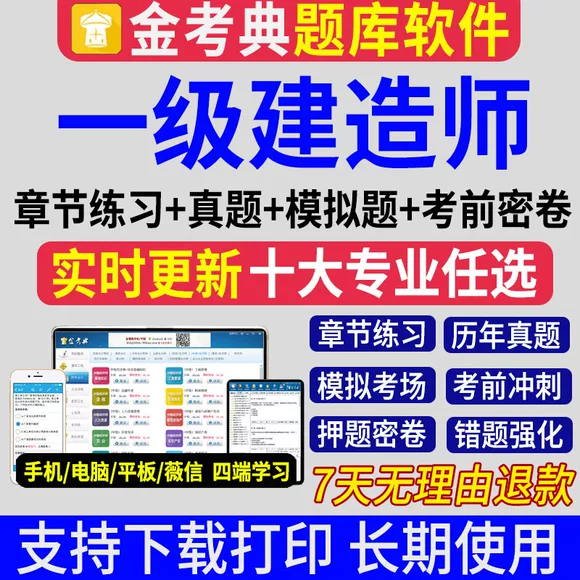 金考典题库软件
一级建造师
章节练习+真题+模拟题+考前密卷
实时更新 十大专业任选
章节练习 历年真题
模拟考场 考前冲刺
押题密卷 错题强化
金考典
手机/电脑/平板/薇信 四端学习
7天无理由退款
支持下载打印 长期使用